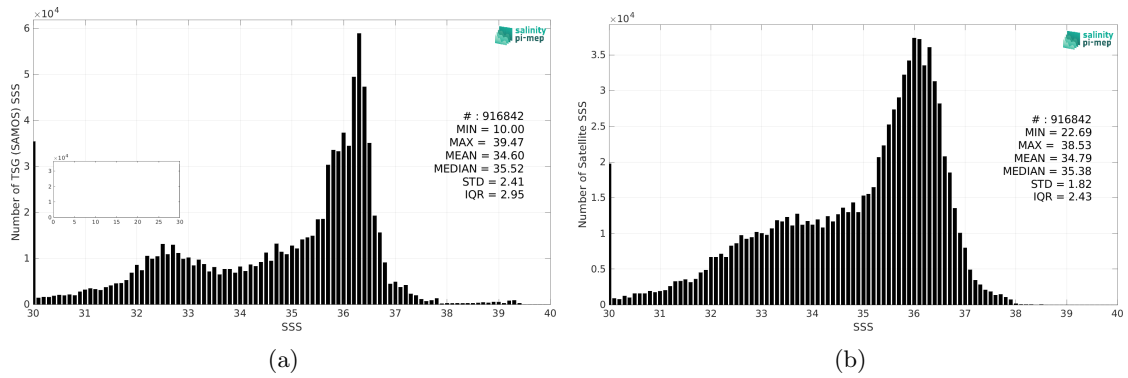 ×10⁴
6
5
4
3
2
1
0
Number of TSG (SAMOS) SSS
30 31 32 33 34 35 36 37 38 39 40
SSS
salinity
pi-mep
# : 916842
MIN = 10.00
MAX = 39.47
MEAN = 34.60
MEDIAN = 35.52
STD = 2.41
IQR = 2.95
×10⁴
3
2
1
0
0 5 10 15 20 25 30
(a)
×10⁴
3.5
3
2.5
2
1.5
1
0.5
0
Number of Satellite SSS
30 31 32 33 34 35 36 37 38 39 40
SSS
salinity
pi-mep
# : 916842
MIN = 22.69
MAX = 38.53
MEAN = 34.79
MEDIAN = 35.38
STD = 1.82
IQR = 2.43
(b)